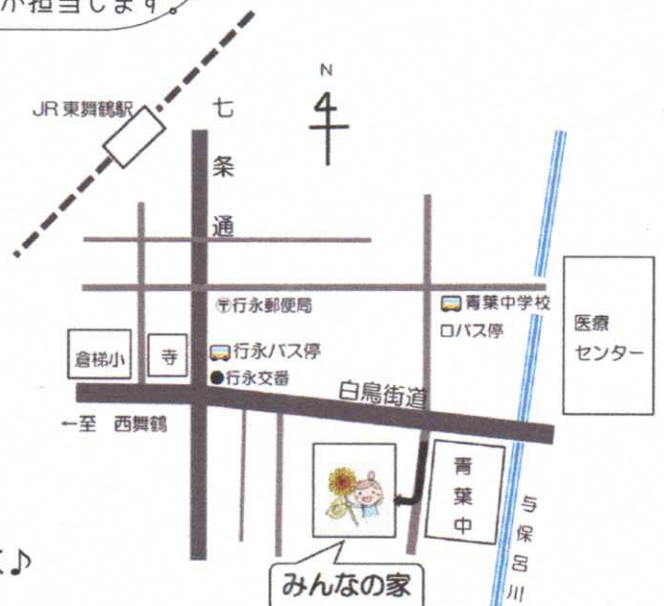 が担当します。
JR東舞鶴駅
七条通
N
〒行永郵便局
青葉中学校
口バス停
医療
センター
倉梯小
寺
行永バス停
●行永交番
白鳥街道
←至　西舞鶴
青葉中
与保呂川
♪
みんなの家